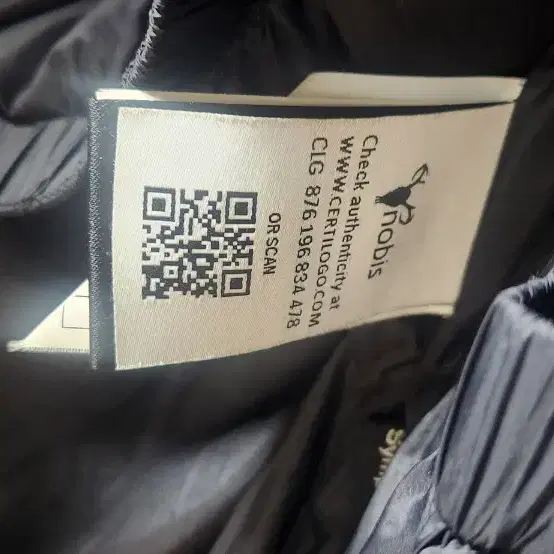 nobis
Check authenticity at
WWW.CERTILOGO.COM
CLG 876 196 834 478
OR SCAN